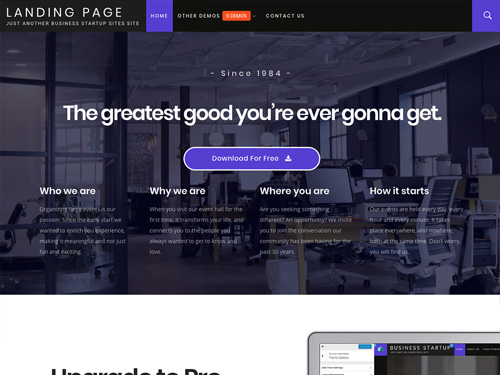 LANDING PAGE
JUST ANOTHER BUSINESS STARTUP SITES SITE
HOME
OTHER DEMOS
8 DEMOS
CONTACT US
- Since 1984 -
The greatest good you're ever gonna get.
Download For Free
Who we are
Organizing large events is our
passion. Since the early start we
wanted to enrich you experience,
making it meaningful and not just
fun and exciting.
Why we are
When you visit our event hall for the
first time, it transforms your life, and
connects you to the people you
always wanted to get to know and
love.
Where you are
Are you seeking something
different? An opportunity? We invite
you to join the conversation our
community has been having for the
past 30 years.
How it starts
Our events are held every day, every
hour and every minute. It takes
place everywhere, and nowhere,
both at the same time. Don't worry,
you will find us.
Upgrade to Pro
BUSINESS STARTUP